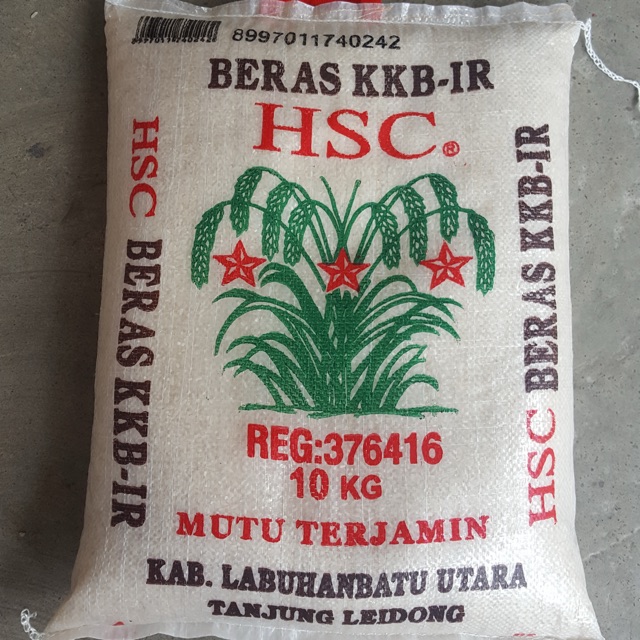 8997011740242
8997011740242
BERAS KKB-IR
HSC®
HSC BERAS KKB-IR
HSC BERAS KKB-IR
REG:376416
10 KG
MUTU TERJAMIN
KAB. LABUHANBATU UTARA
TANJUNG LEIDONG